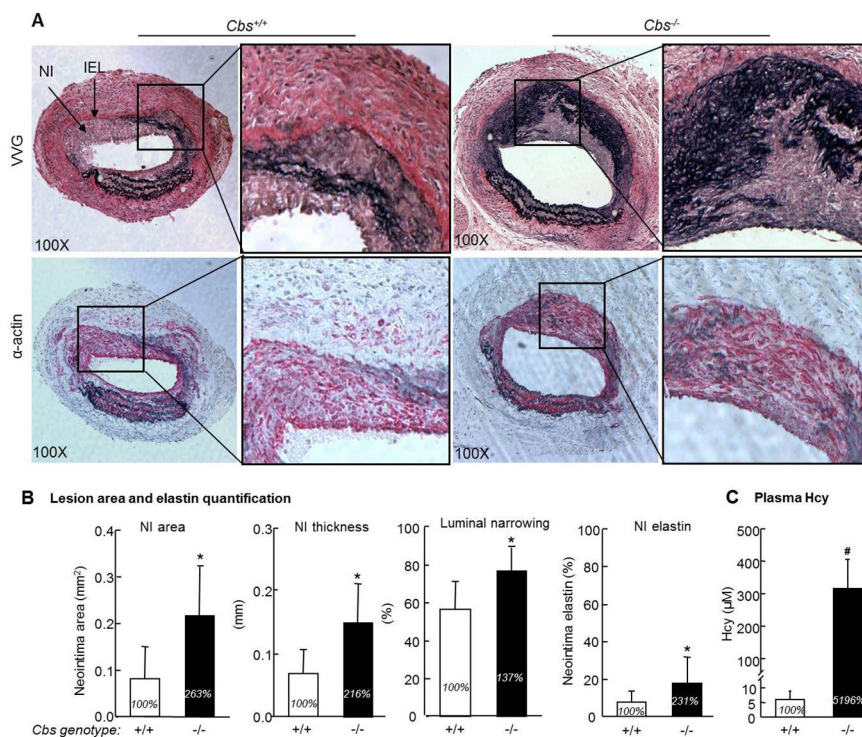 A
Cbs+/+
Cbs-/-
NI
IEL
VVG
100X
100X
α-actin
100X
100X
B Lesion area and elastin quantification
C Plasma Hcy
NI area
Neointima area (mm²)
0.4
0.3
0.2
0.1
0.0
*
100%
263%
NI thickness
(mm)
0.2
0.1
0.0
*
100%
216%
Luminal narrowing
(%)
100
80
60
40
20
0
*
100%
137%
NI elastin
Neointima elastin (%)
100
80
60
40
20
0
*
100%
231%
Hcy (µM)
500
400
300
200
100
10
5
0
#
100%
5196%
Cbs genotype: +/+ -/- +/+ -/- +/+ -/- +/+ -/- +/+ -/-